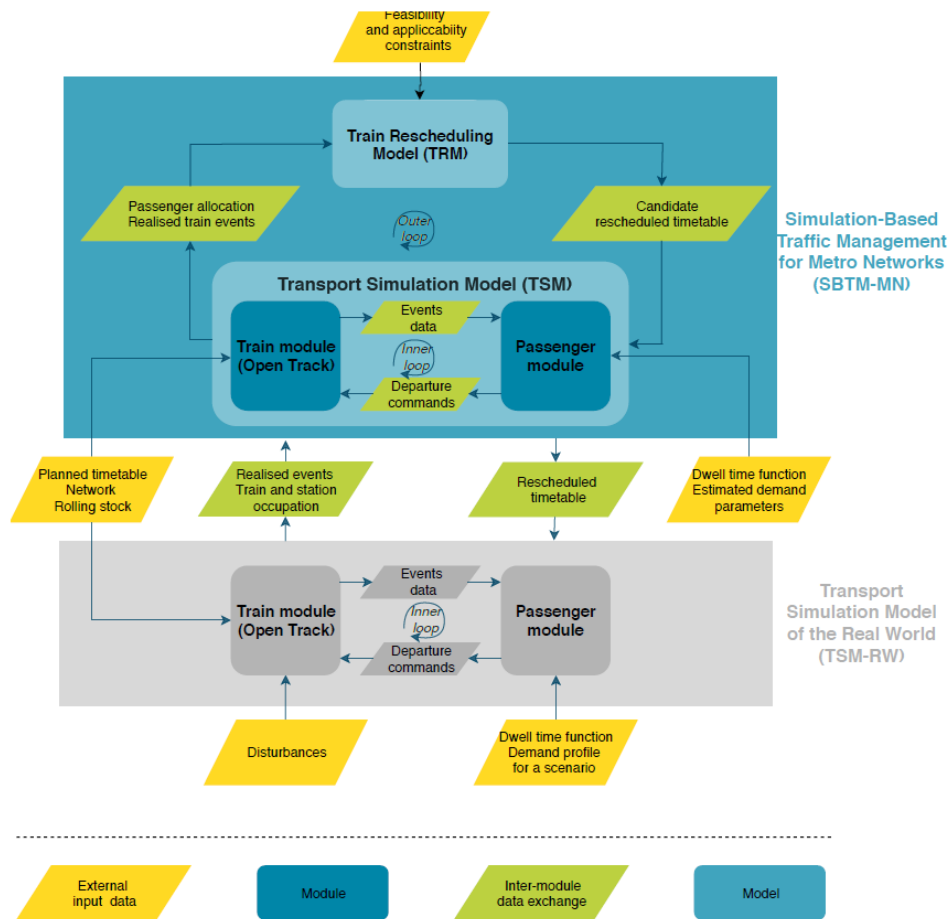 Feasibility
and appliccabiity
constraints
Train Rescheduling
Model (TRM)
Passenger allocation
Realised train events
Candidate
rescheduled timetable
Outer
loop
Simulation-Based
Traffic Management
for Metro Networks
(SBTM-MN)
Transport Simulation Model (TSM)
Train module
(Open Track)
Events
data
Inner
loop
Departure
commands
Passenger
module
Planned timetable
Network
Rolling stock
Realised events
Train and station
occupation
Rescheduled
timetable
Dwell time function
Estimated demand
parameters
Train module
(Open Track)
Events
data
Inner
loop
Departure
commands
Passenger
module
Transport
Simulation Model
of the Real World
(TSM-RW)
Disturbances
Dwell time function
Demand profile
for a scenario
External
input data
Module
Inter-module
data exchange
Model